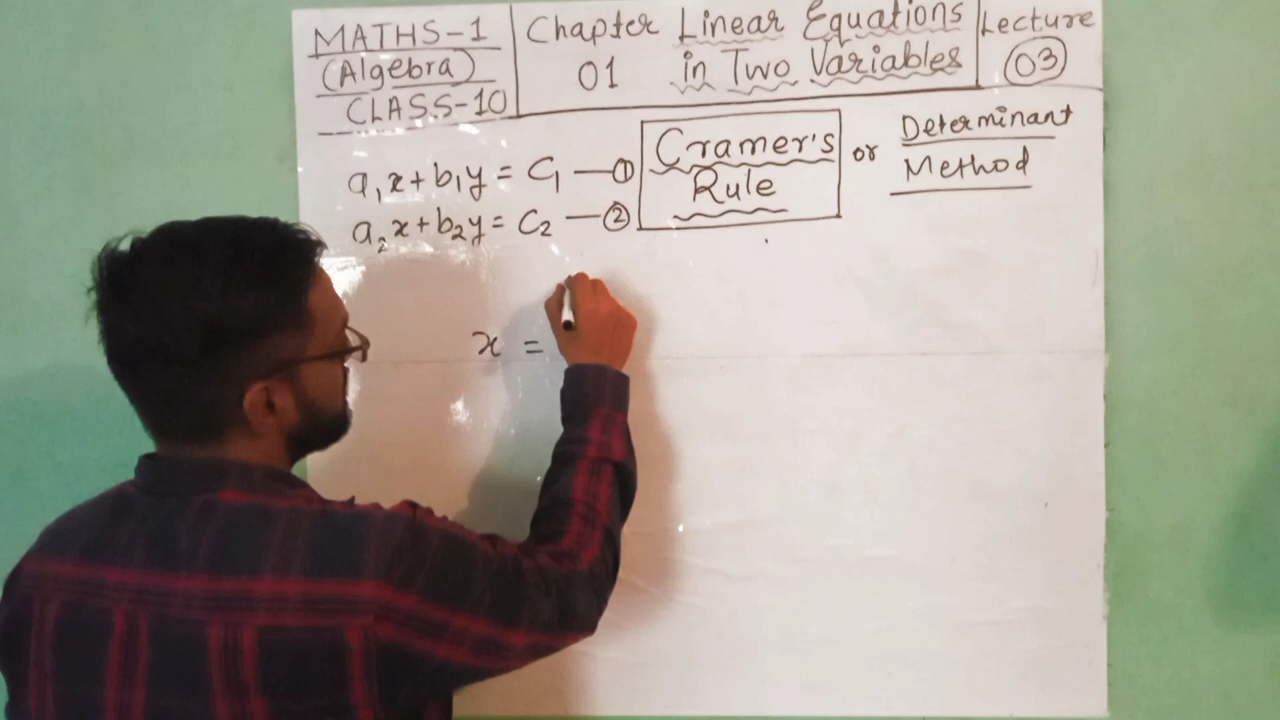 MATHS-1
(Algebra)
CLASS-10
Chapter
01
Linear Equations
in Two Variables
Lecture
03
a₁x+b₁y = C₁ — ①
a₂x+b₂y = C₂ — ②
Cramer's
Rule
or
Determinant
Method
x =